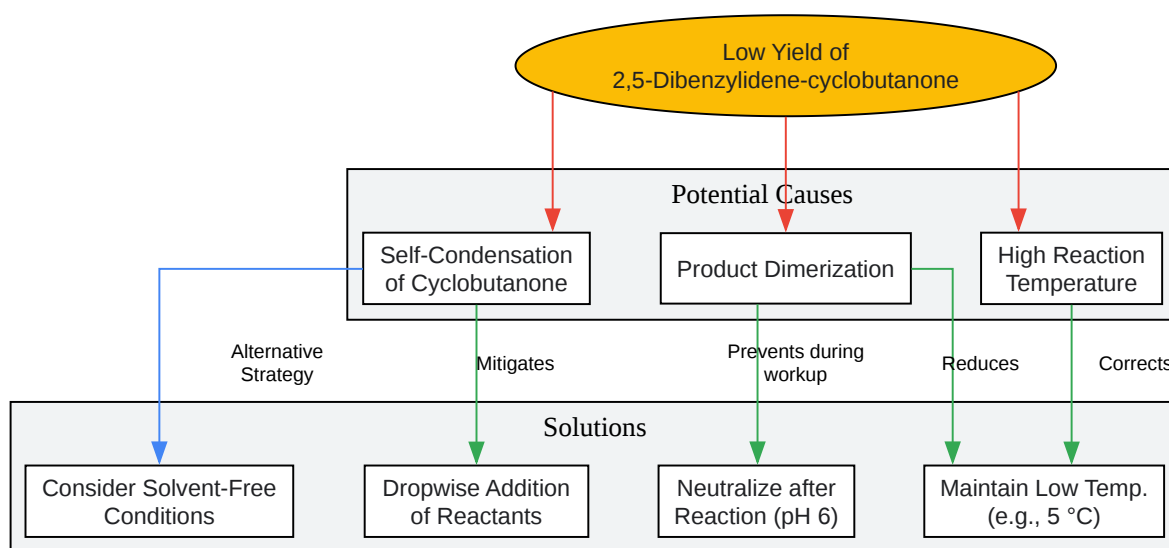 Low Yield of
2,5-Dibenzylidene-cyclobutanone
Potential Causes
Self-Condensation
of Cyclobutanone
Product Dimerization
High Reaction
Temperature
Alternative
Strategy
Mitigates
Prevents during
workup
Reduces
Corrects
Solutions
Consider Solvent-Free
Conditions
Dropwise Addition
of Reactants
Neutralize after
Reaction (pH 6)
Maintain Low Temp.
(e.g., 5 °C)